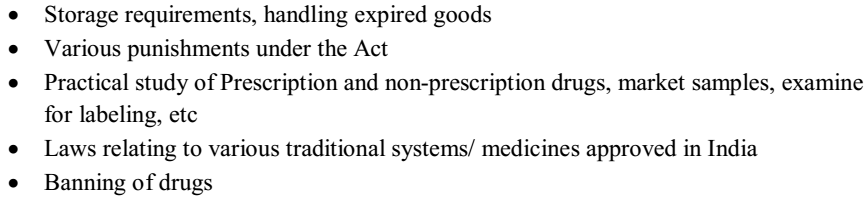 • Storage requirements, handling expired goods
• Various punishments under the Act
• Practical study of Prescription and non-prescription drugs, market samples, examine
for labeling, etc
• Laws relating to various traditional systems/ medicines approved in India
• Banning of drugs